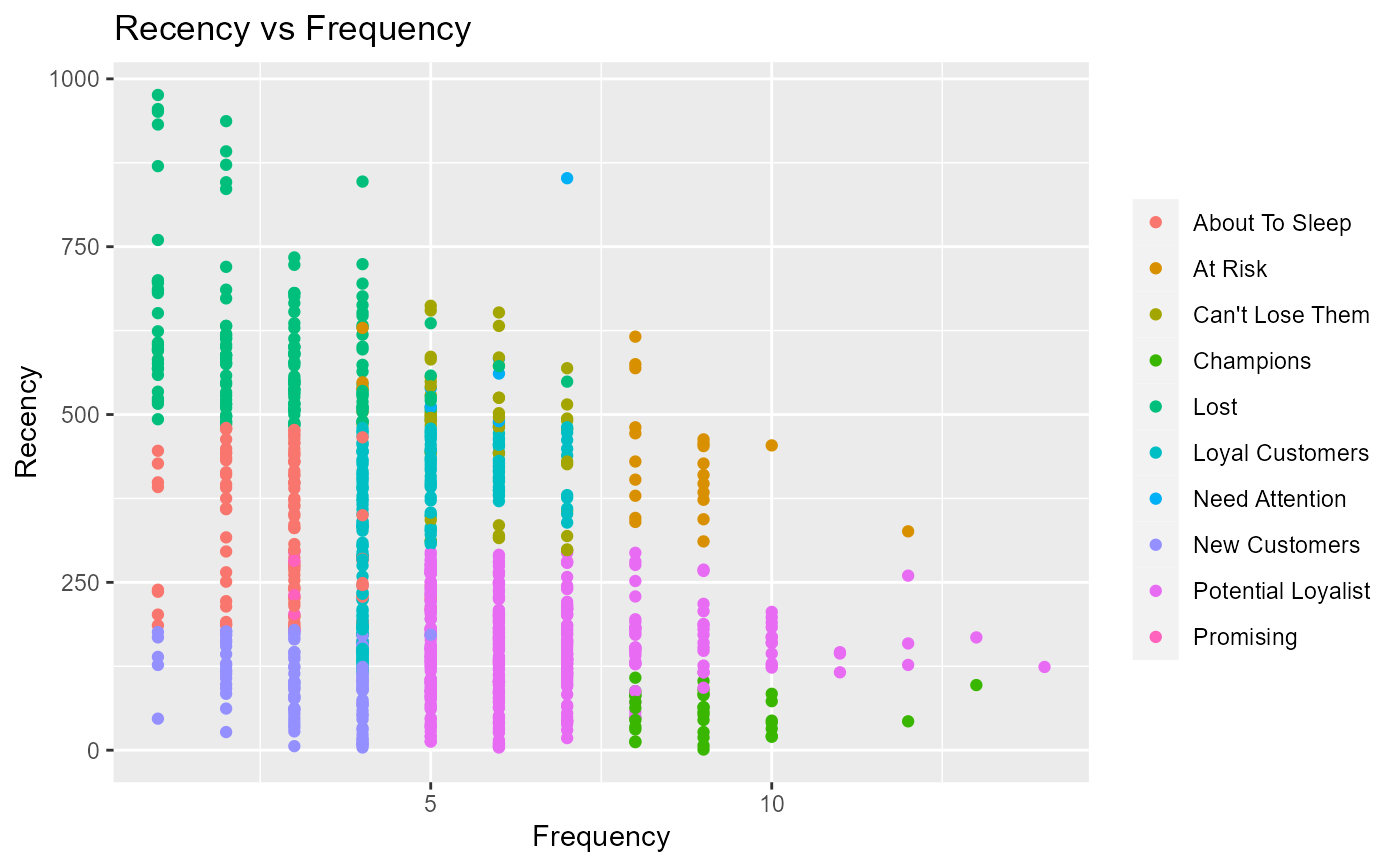 Recency vs Frequency
1000
750
500
250
0
Recency
5
10
Frequency
About To Sleep
At Risk
Can't Lose Them
Champions
Lost
Loyal Customers
Need Attention
New Customers
Potential Loyalist
Promising